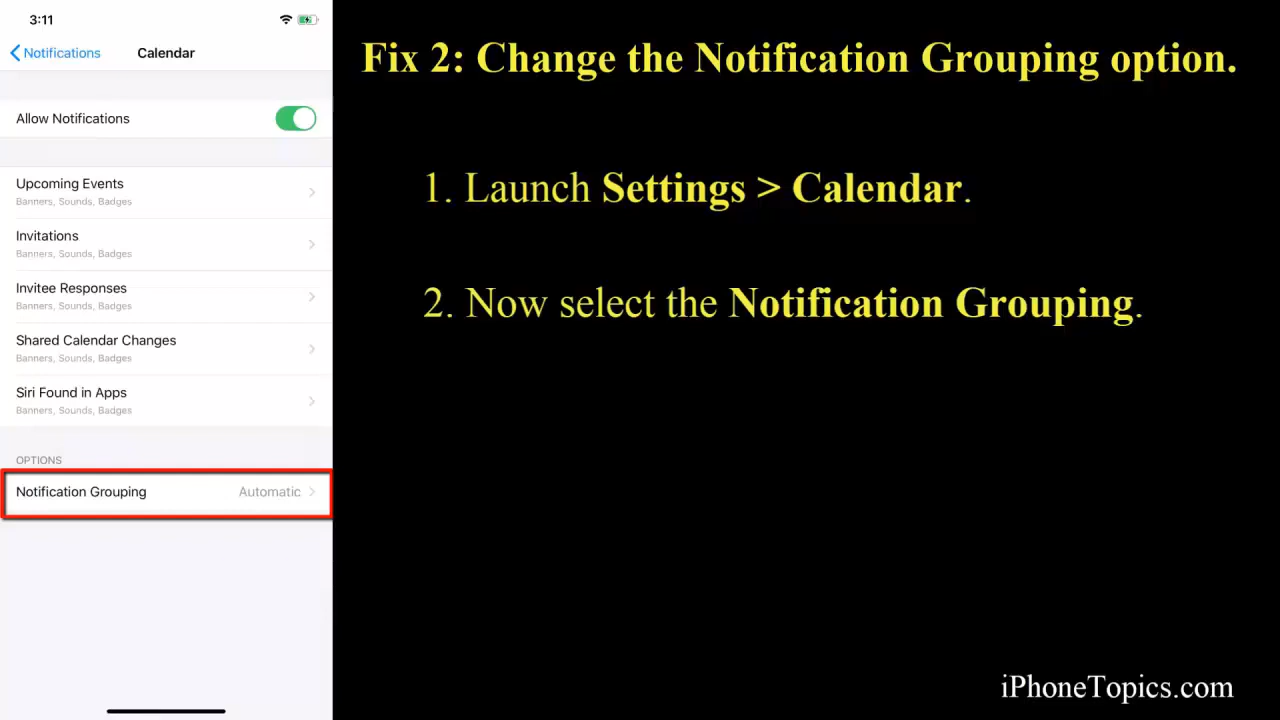 3:11
Notifications
Calendar
Allow Notifications
Upcoming Events
Banners, Sounds, Badges
Invitations
Banners, Sounds, Badges
Invitee Responses
Banners, Sounds, Badges
Shared Calendar Changes
Banners, Sounds, Badges
Siri Found in Apps
Banners, Sounds, Badges
OPTIONS
Notification Grouping Automatic
Fix 2: Change the Notification Grouping option.
1. Launch Settings > Calendar.
2. Now select the Notification Grouping.
iPhoneTopics.com